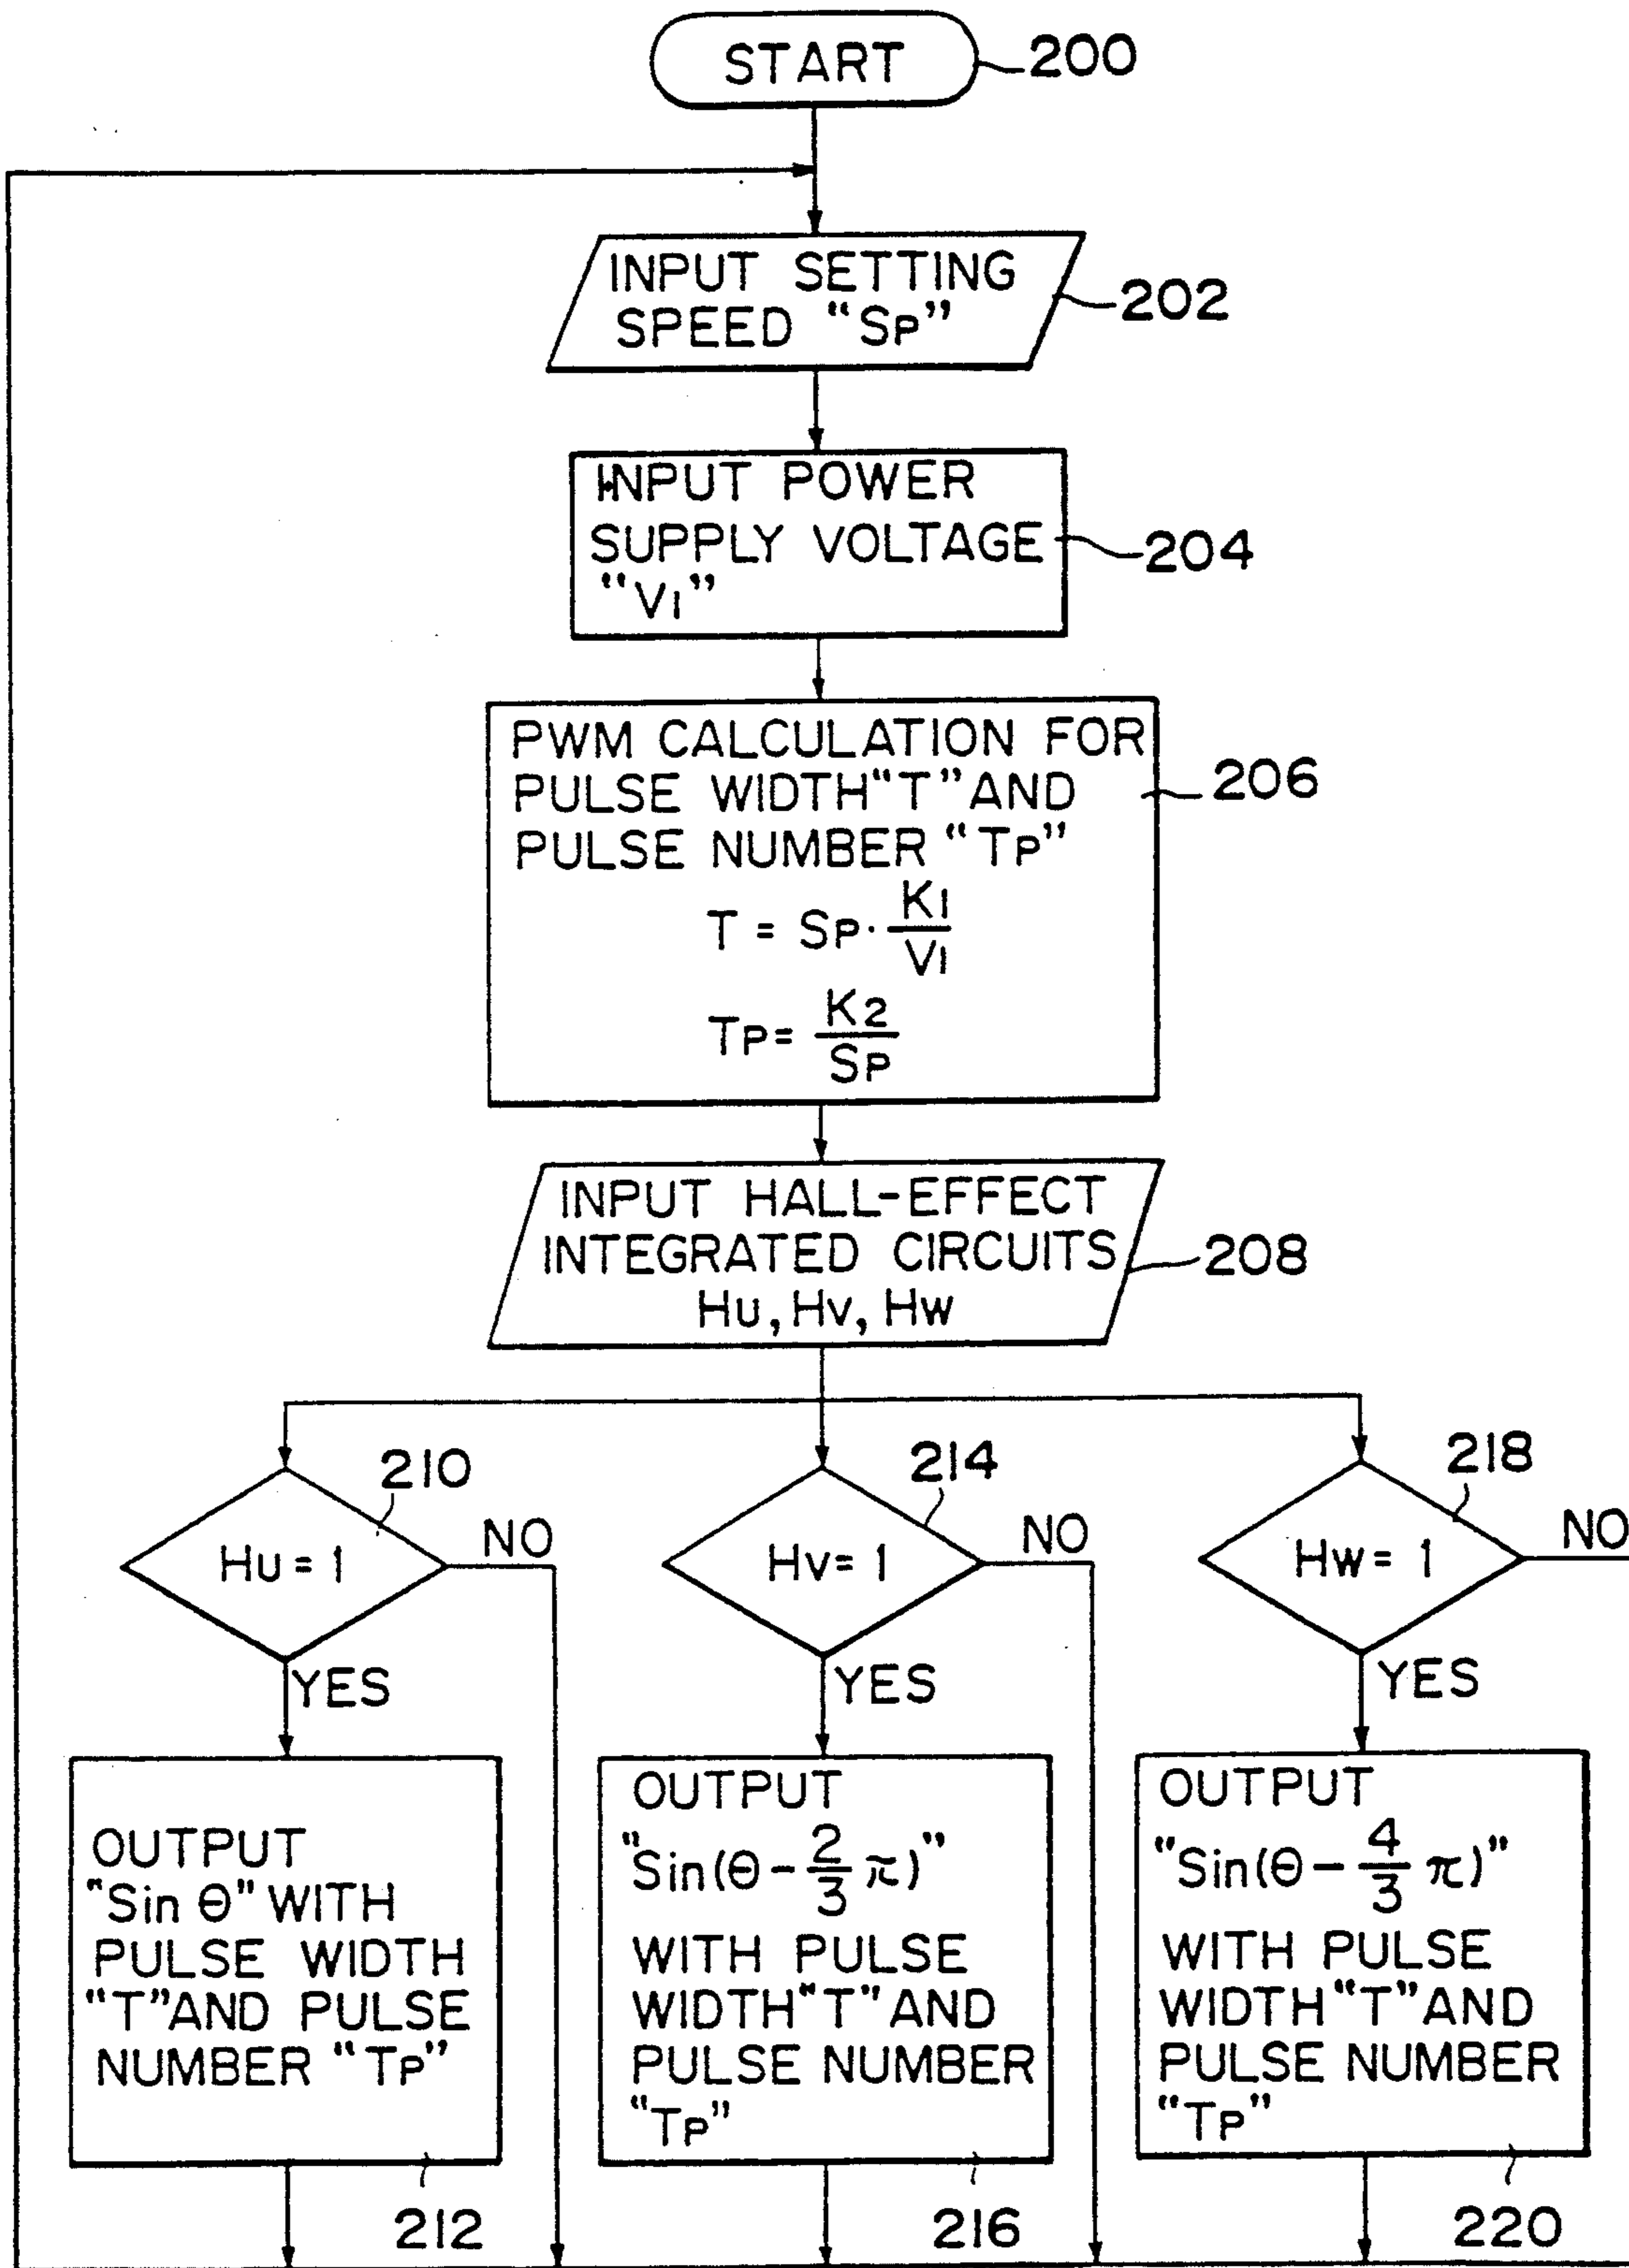 START
200
INPUT SETTING
SPEED “Sp”
202
INPUT POWER
SUPPLY VOLTAGE
“V1”
204
PWM CALCULATION FOR
PULSE WIDTH “T” AND
PULSE NUMBER “Tp”
T = Sp · K1/V1
Tp = K2/Sp
206
INPUT HALL-EFFECT
INTEGRATED CIRCUITS
Hu, Hv, Hw
208
210
Hu = 1
NO
YES
214
Hv = 1
NO
YES
218
Hw = 1
NO
YES
OUTPUT
“Sin θ” WITH
PULSE WIDTH
“T” AND PULSE
NUMBER “Tp”
212
OUTPUT
“Sin(θ - 2/3 π)”
WITH PULSE
WIDTH “T” AND
PULSE NUMBER
“Tp”
216
OUTPUT
“Sin(θ - 4/3 π)”
WITH PULSE
WIDTH “T” AND
PULSE NUMBER
“Tp”
220